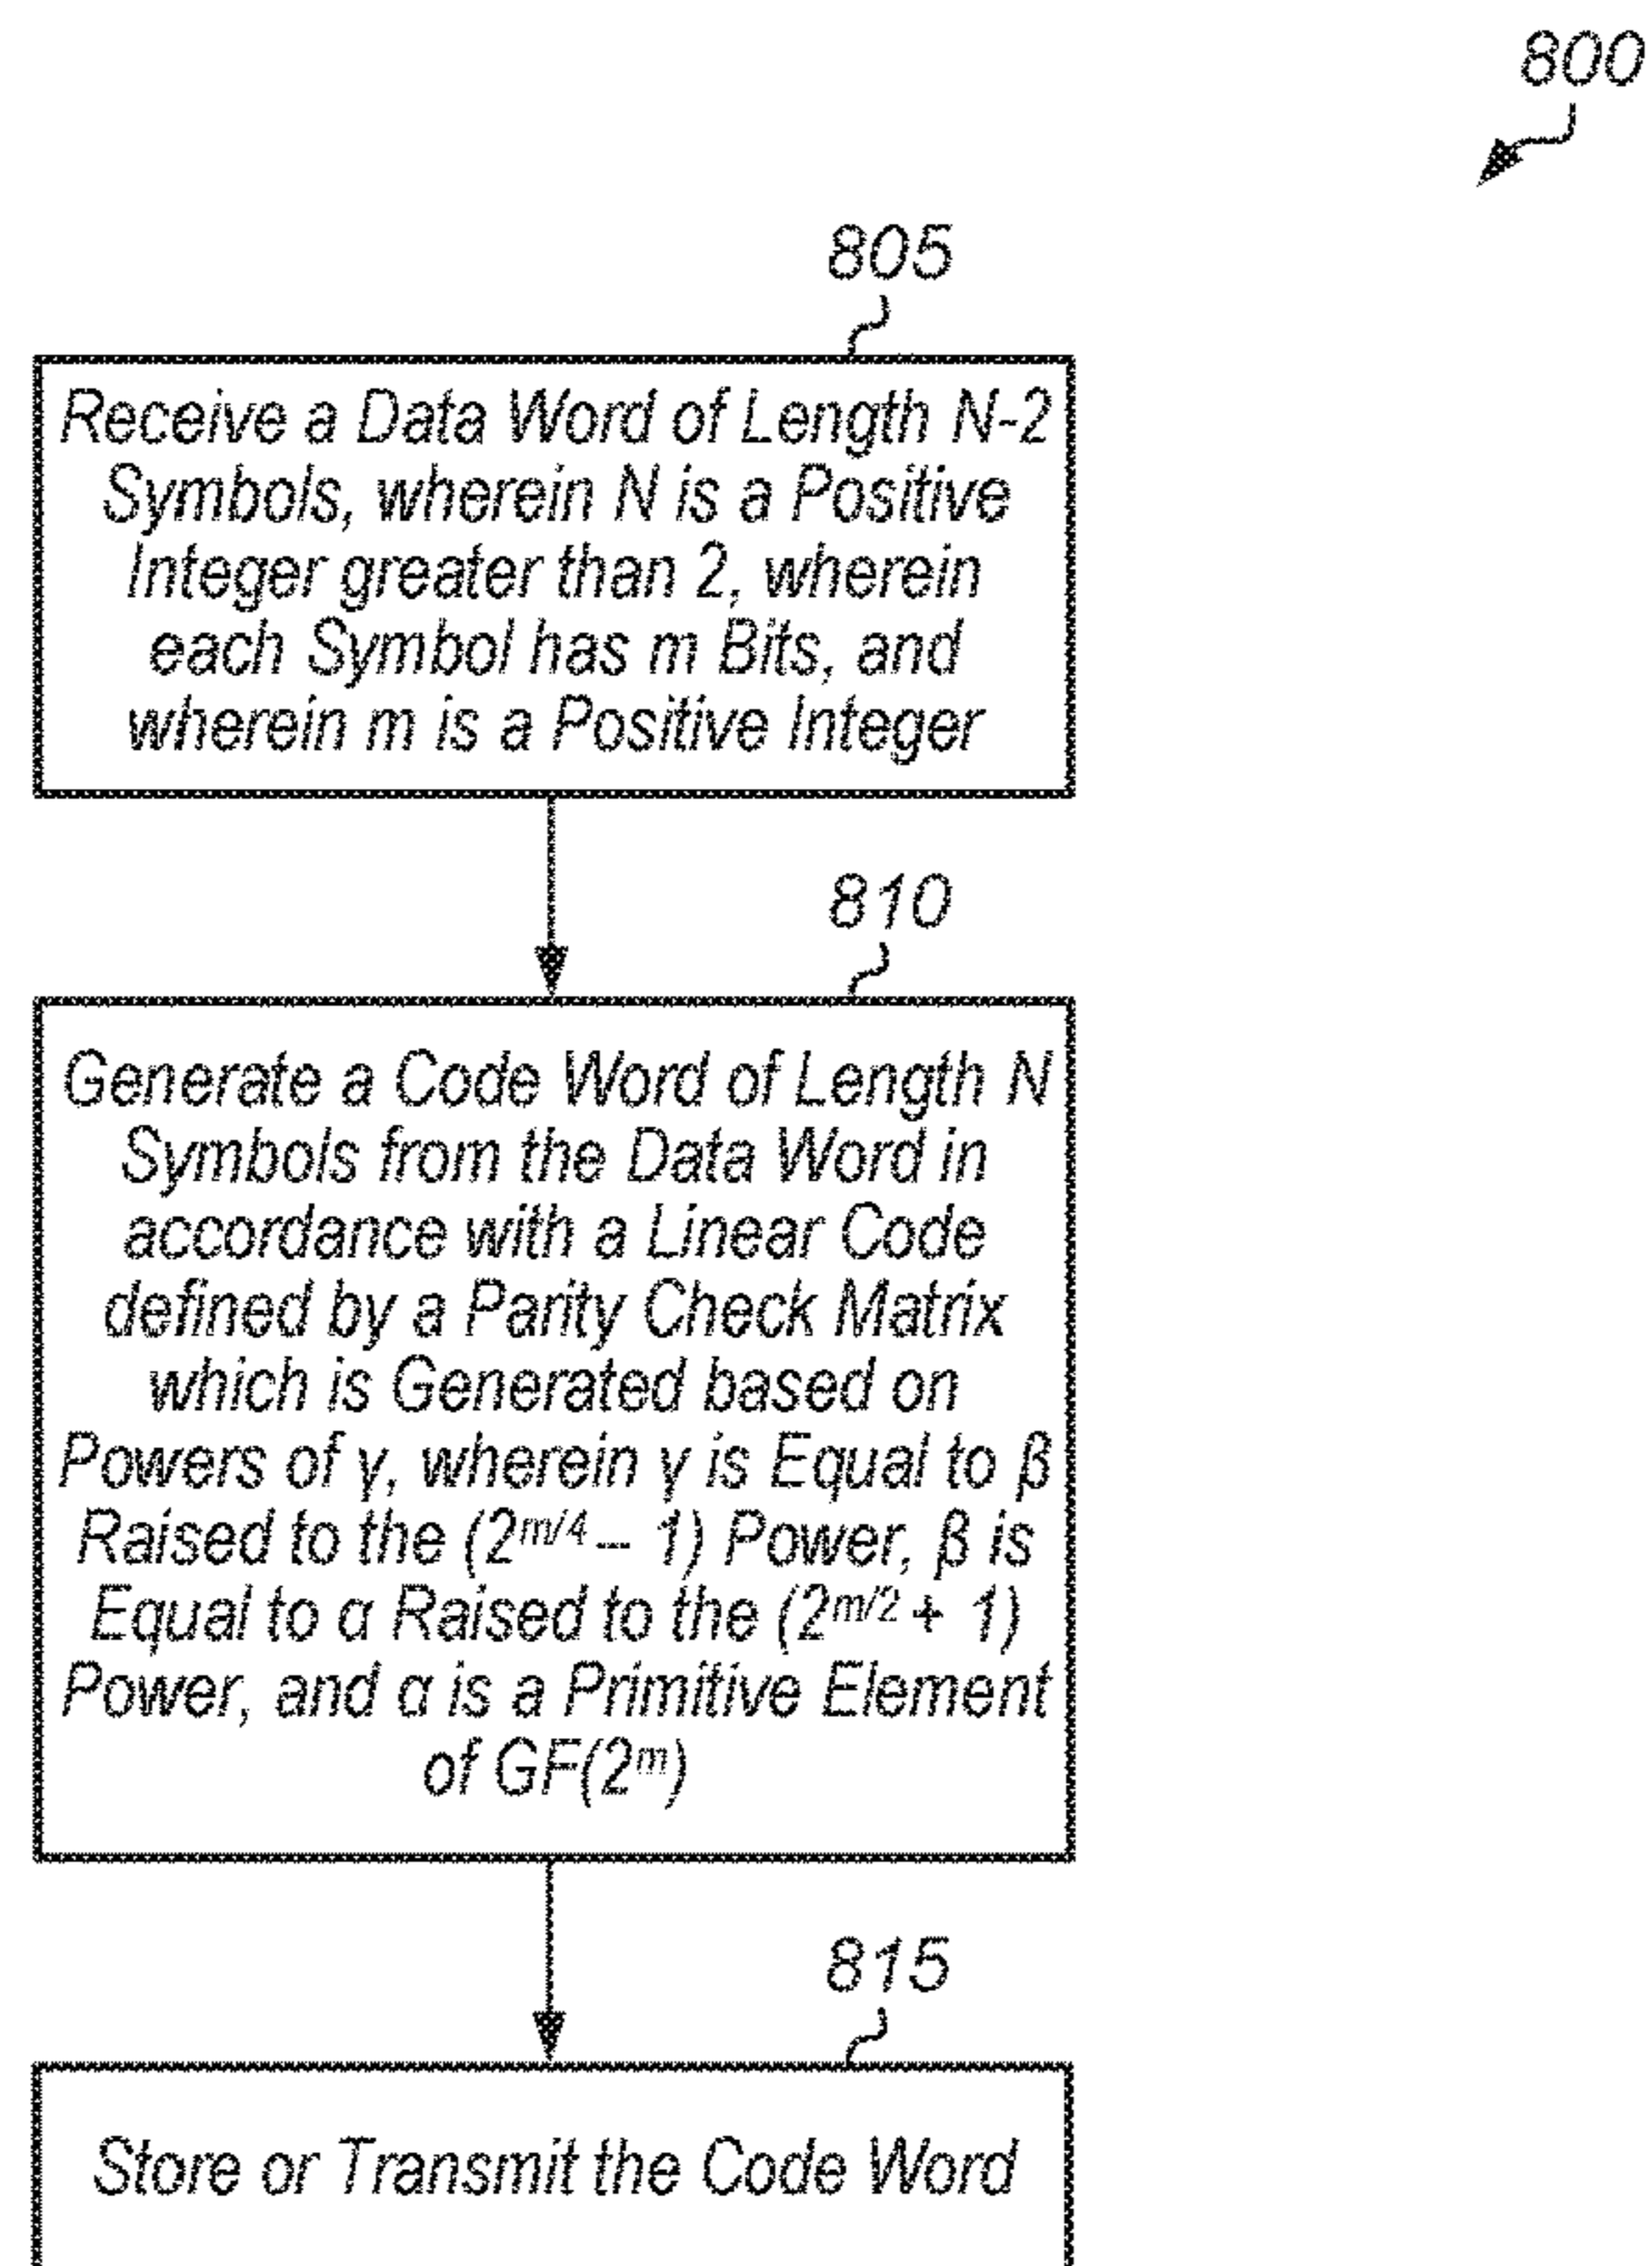 800
805
Receive a Data Word of Length N-2
Symbols, wherein N is a Positive
Integer greater than 2, wherein
each Symbol has m Bits, and
wherein m is a Positive Integer
810
Generate a Code Word of Length N
Symbols from the Data Word in
accordance with a Linear Code
defined by a Parity Check Matrix
which is Generated based on
Powers of γ, wherein γ is Equal to β
Raised to the (2^{m/4} – 1) Power, β is
Equal to α Raised to the (2^{m/2} + 1)
Power, and α is a Primitive Element
of GF(2^m)
815
Store or Transmit the Code Word